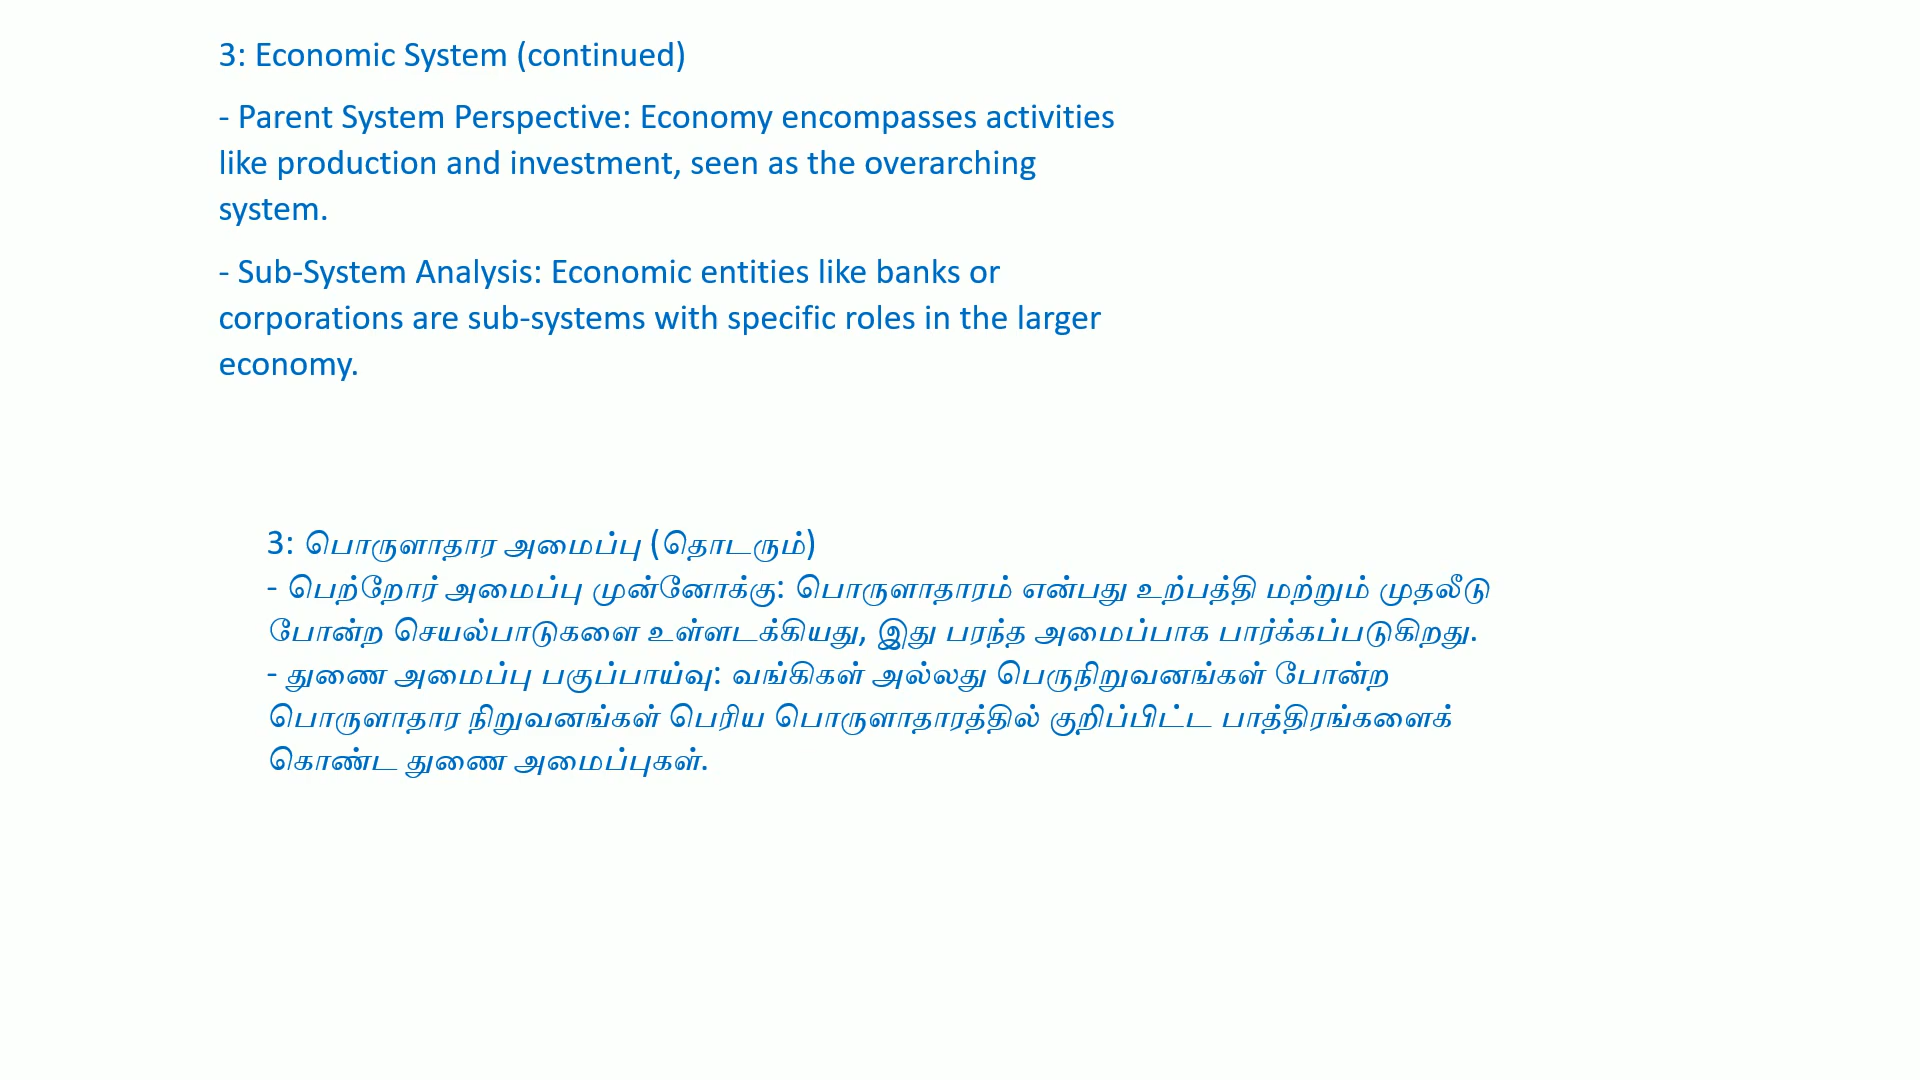 3: Economic System (continued)
- Parent System Perspective: Economy encompasses activities
like production and investment, seen as the overarching
system.
- Sub-System Analysis: Economic entities like banks or
corporations are sub-systems with specific roles in the larger
economy.
3: பொருளாதார அமைப்பு (தொடரும்)
- பெற்றோர் அமைப்பு முன்னோக்கு: பொருளாதாரம் என்பது உற்பத்தி மற்றும் முதலீடு
போன்ற செயல்பாடுகளை உள்ளடக்கியது, இது பரந்த அமைப்பாக பார்க்கப்படுகிறது.
- துணை அமைப்பு பகுப்பாய்வு: வங்கிகள் அல்லது பெருநிறுவனங்கள் போன்ற
பொருளாதார நிறுவனங்கள் பெரிய பொருளாதாரத்தில் குறிப்பிட்ட பாத்திரங்களைக்
கொண்ட துணை அமைப்புகள்.